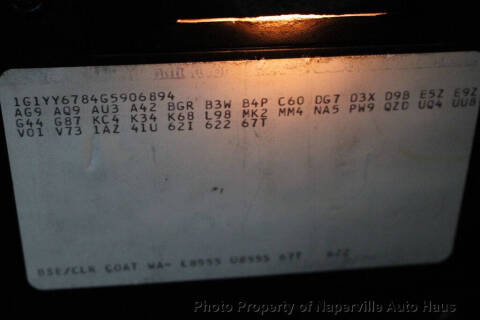 1G1YY6784G5906894
AG9 AQ9 AU3 A42 BGR B3W B4P C60 DG7 D3X D98 E5Z E9Z
G44 G87 KC4 K34 K68 L98 MK2 MM4 NA5 PW9 QZD UQ4 UU8
V01 V73 1AZ 4IU 62I 622 67T
BSE/CLR COAT WA- L8555 U8555 67T
Photo Property of Naperville Auto Haus